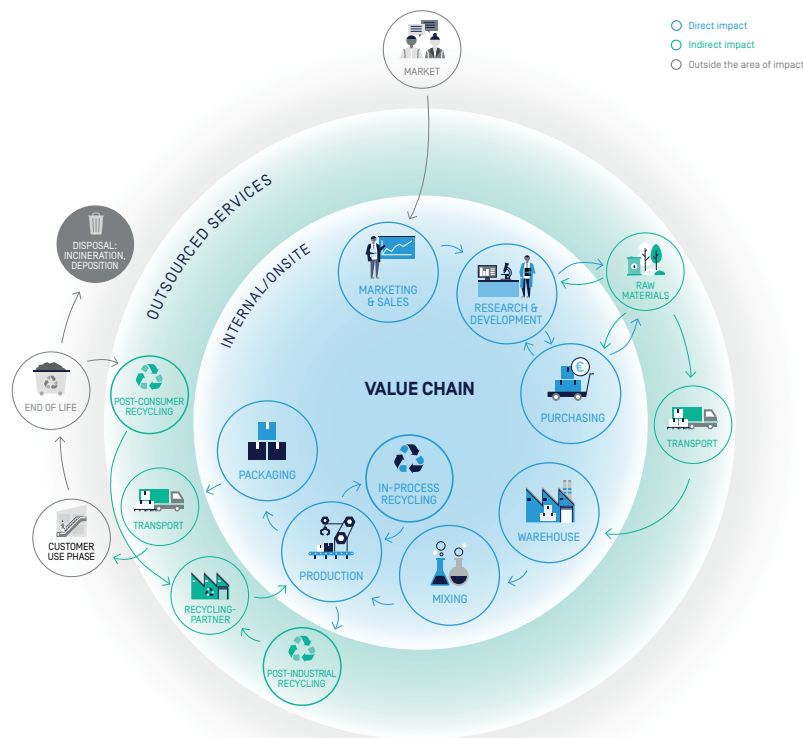 MARKET
Direct impact
Indirect impact
Outside the area of impact
OUTSOURCED SERVICES
INTERNAL/ONSITE
DISPOSAL:
INCINERATION,
DEPOSITION
MARKETING
& SALES
RESEARCH &
DEVELOPMENT
RAW
MATERIALS
VALUE CHAIN
END OF LIFE
POST-CONSUMER
RECYCLING
€
PURCHASING
TRANSPORT
PACKAGING
IN-PROCESS
RECYCLING
TRANSPORT
WAREHOUSE
CUSTOMER
USE PHASE
PRODUCTION
MIXING
RECYCLING-
PARTNER
POST-INDUSTRIAL
RECYCLING